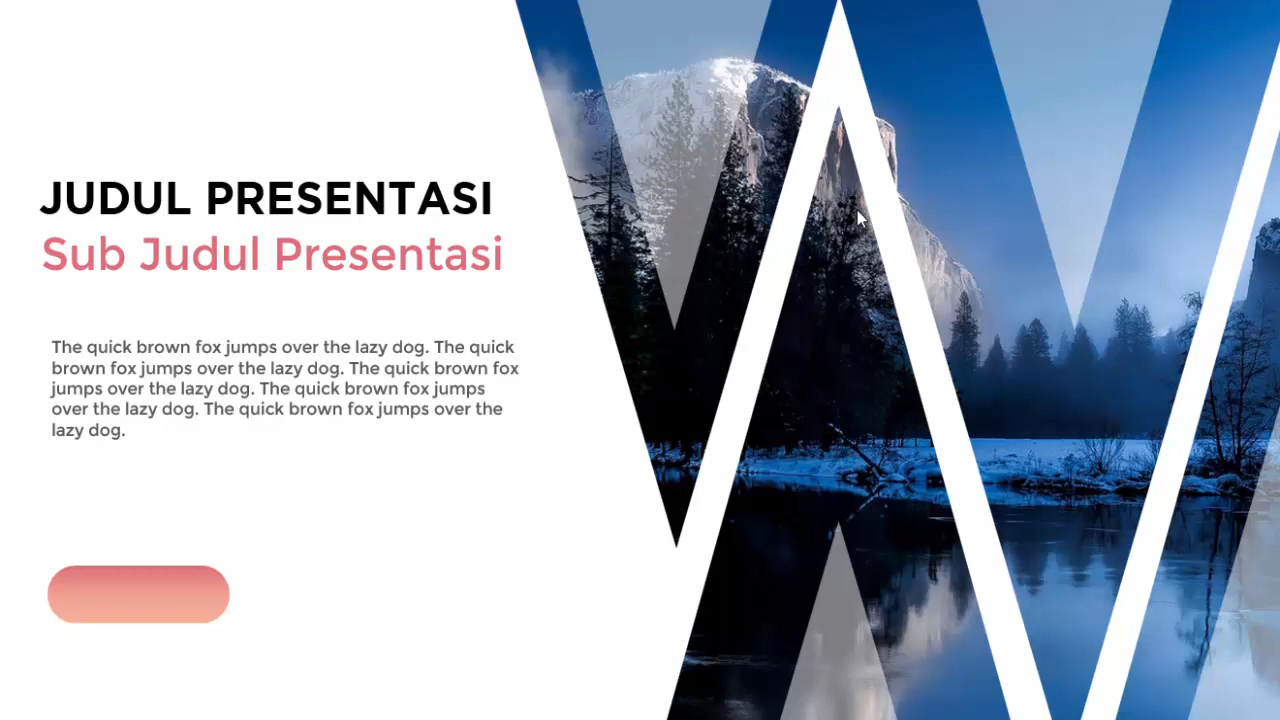 JUDUL PRESENTASI
Sub Judul Presentasi
The quick brown fox jumps over the lazy dog. The quick
brown fox jumps over the lazy dog. The quick brown fox
jumps over the lazy dog. The quick brown fox jumps
over the lazy dog. The quick brown fox jumps over the
lazy dog.